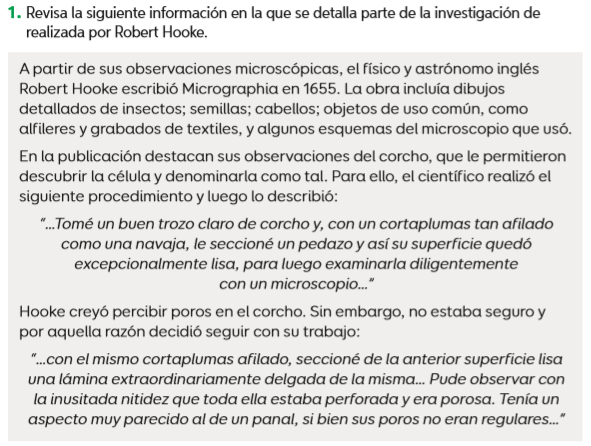 1. Revisa la siguiente información en la que se detalla parte de la investigación de
realizada por Robert Hooke.
A partir de sus observaciones microscópicas, el físico y astrónomo inglés
Robert Hooke escribió Micrographia en 1655. La obra incluía dibujos
detallados de insectos; semillas; cabellos; objetos de uso común, como
alfileres y grabados de textiles, y algunos esquemas del microscopio que usó.
En la publicación destacan sus observaciones del corcho, que le permitieron
descubrir la célula y denominarla como tal. Para ello, el científico realizó el
siguiente procedimiento y luego lo describió:
"...Tomé un buen trozo claro de corcho y, con un cortaplumas tan afilado
como una navaja, le seccioné un pedazo y así su superficie quedó
excepcionalmente lisa, para luego examinarla diligentemente
con un microscopio..."
Hooke creyó percibir poros en el corcho. Sin embargo, no estaba seguro y
por aquella razón decidió seguir con su trabajo:
"...con el mismo cortaplumas afilado, seccioné de la anterior superficie lisa
una lámina extraordinariamente delgada de la misma... Pude observar con
la inusitada nitidez que toda ella estaba perforada y era porosa. Tenía un
aspecto muy parecido al de un panal, si bien sus poros no eran regulares..."